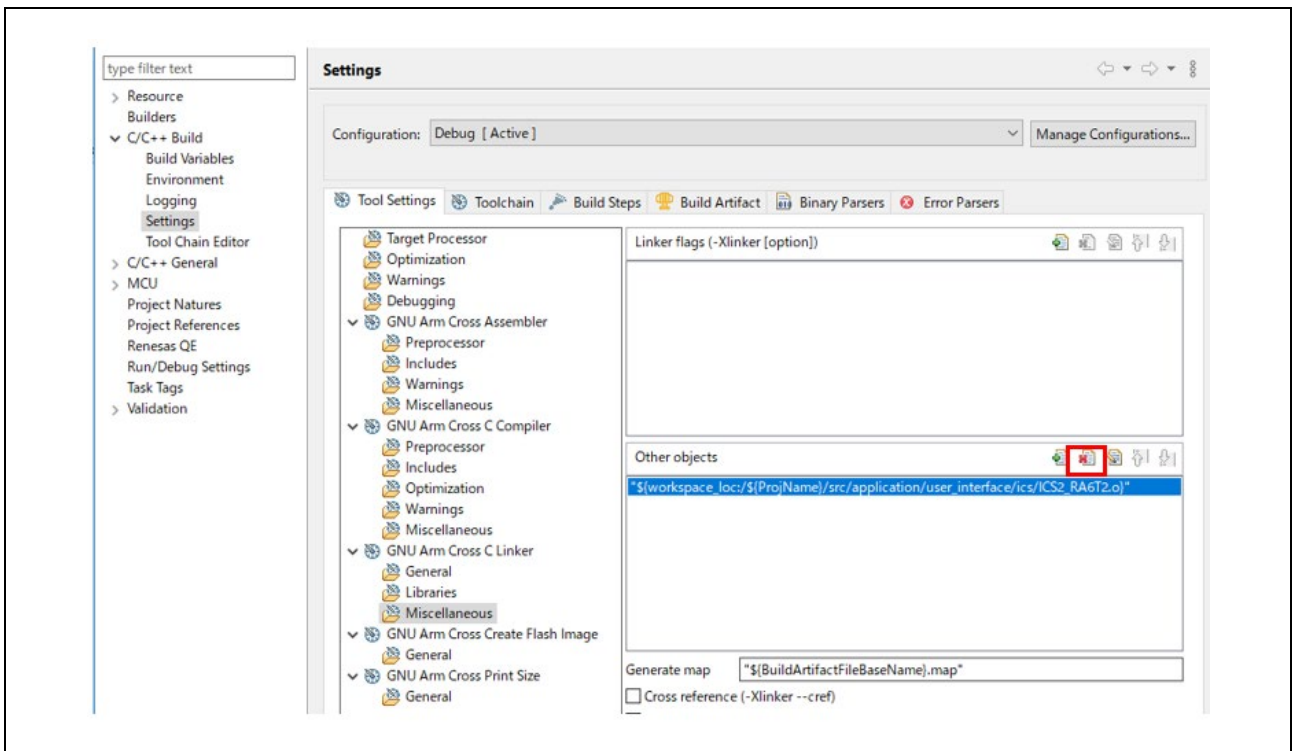 type filter text
Resource
Builders
C/C++ Build
Build Variables
Environment
Logging
Settings
Tool Chain Editor
C/C++ General
MCU
Project Natures
Project References
Renesas QE
Run/Debug Settings
Task Tags
Validation
Settings
Configuration: Debug [ Active ] Manage Configurations...
Tool Settings Toolchain Build Steps Build Artifact Binary Parsers Error Parsers
Target Processor
Optimization
Warnings
Debugging
GNU Arm Cross Assembler
Preprocessor
Includes
Warnings
Miscellaneous
GNU Arm Cross C Compiler
Preprocessor
Includes
Optimization
Warnings
Miscellaneous
GNU Arm Cross C Linker
General
Libraries
Miscellaneous
GNU Arm Cross Create Flash Image
General
GNU Arm Cross Print Size
General
Linker flags (-Xlinker [option])
Other objects
"${workspace_loc:/${ProjName}/src/application/user_interface/ics/ICS2_RA6T2.o}"
Generate map "${BuildArtifactFileBaseName}.map"
Cross reference (-Xlinker --cref)